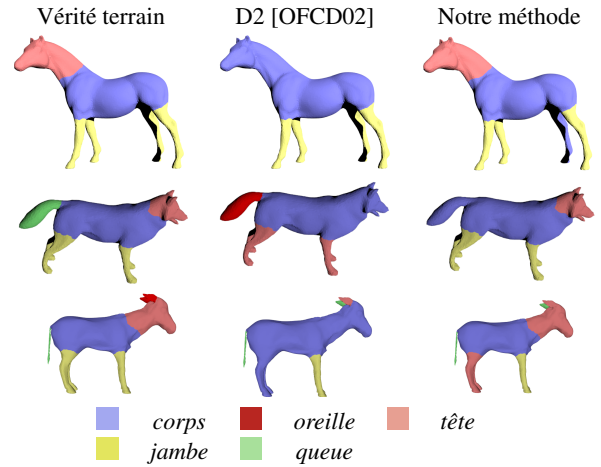 Vérité terrain D2 [OFCD02] Notre méthode
corps oreille tête
jambe queue